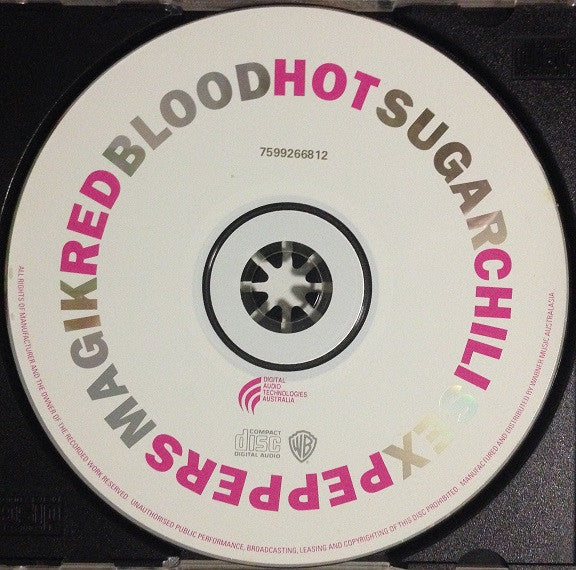 REDBLOODHOTSUGARCHILISEXPEPPERSMAGIK
7599266812
DIGITAL
AUDIO
TECHNOLOGIES
AUSTRALIA
COMPACT
disc
DIGITAL AUDIO
WB
ALL RIGHTS OF MANUFACTURER AND THE OWNER OF THE RECORDED WORK RESERVED. UNAUTHORISED PUBLIC PERFORMANCE, BROADCASTING, LEASING AND COPYRIGHTING OF THIS DISC PROHIBITED. MANUFACTURED AND DISTRIBUTED BY WARNER MUSIC AUSTRALASIA